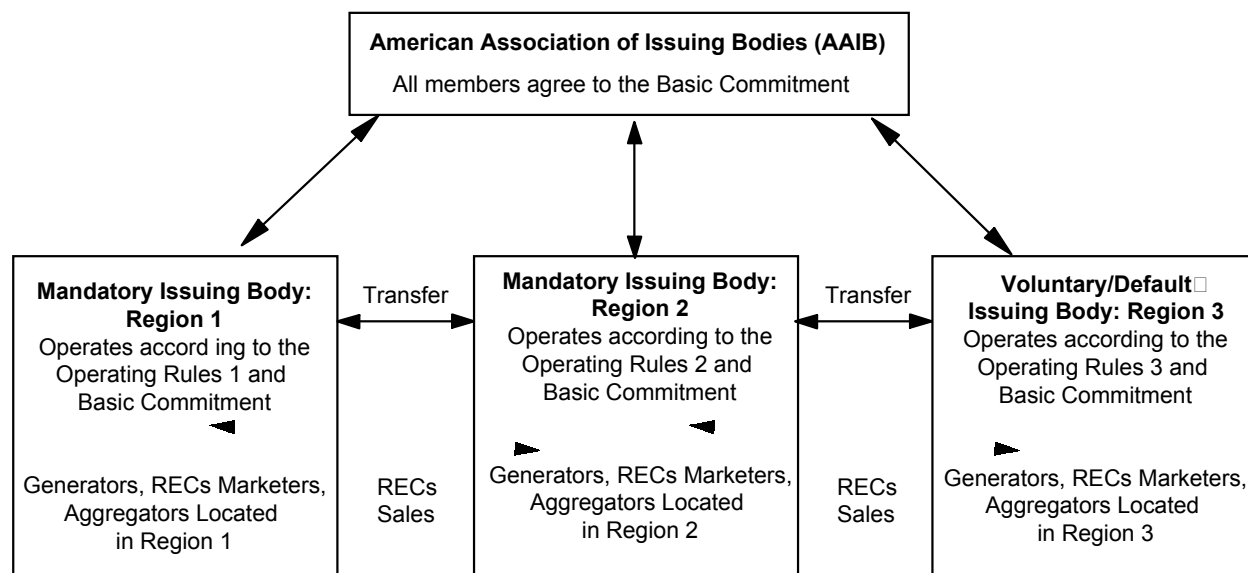 American Association of Issuing Bodies (AAIB)
All members agree to the Basic Commitment
Mandatory Issuing Body:
Region 1
Operates accord ing to the
Operating Rules 1 and
Basic Commitment
Generators, RECs Marketers,
Aggregators Located
in Region 1
Transfer
RECs
Sales
Mandatory Issuing Body:
Region 2
Operates according to the
Operating Rules 2 and
Basic Commitment
Generators, RECs Marketers,
Aggregators Located
in Region 2
Transfer
RECs
Sales
Voluntary/Default□
Issuing Body: Region 3
Operates according to the
Operating Rules 3 and
Basic Commitment
Generators, RECs Marketers,
Aggregators Located
in Region 3